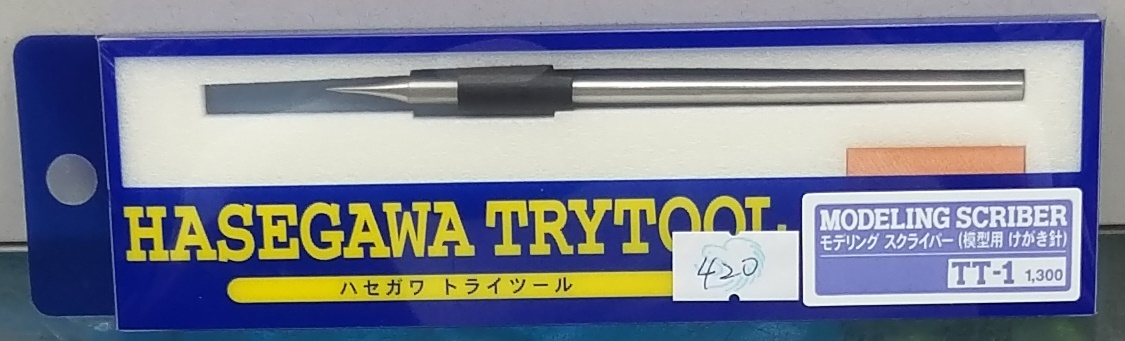 HASEGAWA TRYTOOL
ハセガワ トライツール
420
MODELING SCRIBER
モデリング スクライバー (模型用 けがき針)
TT-1 1,300